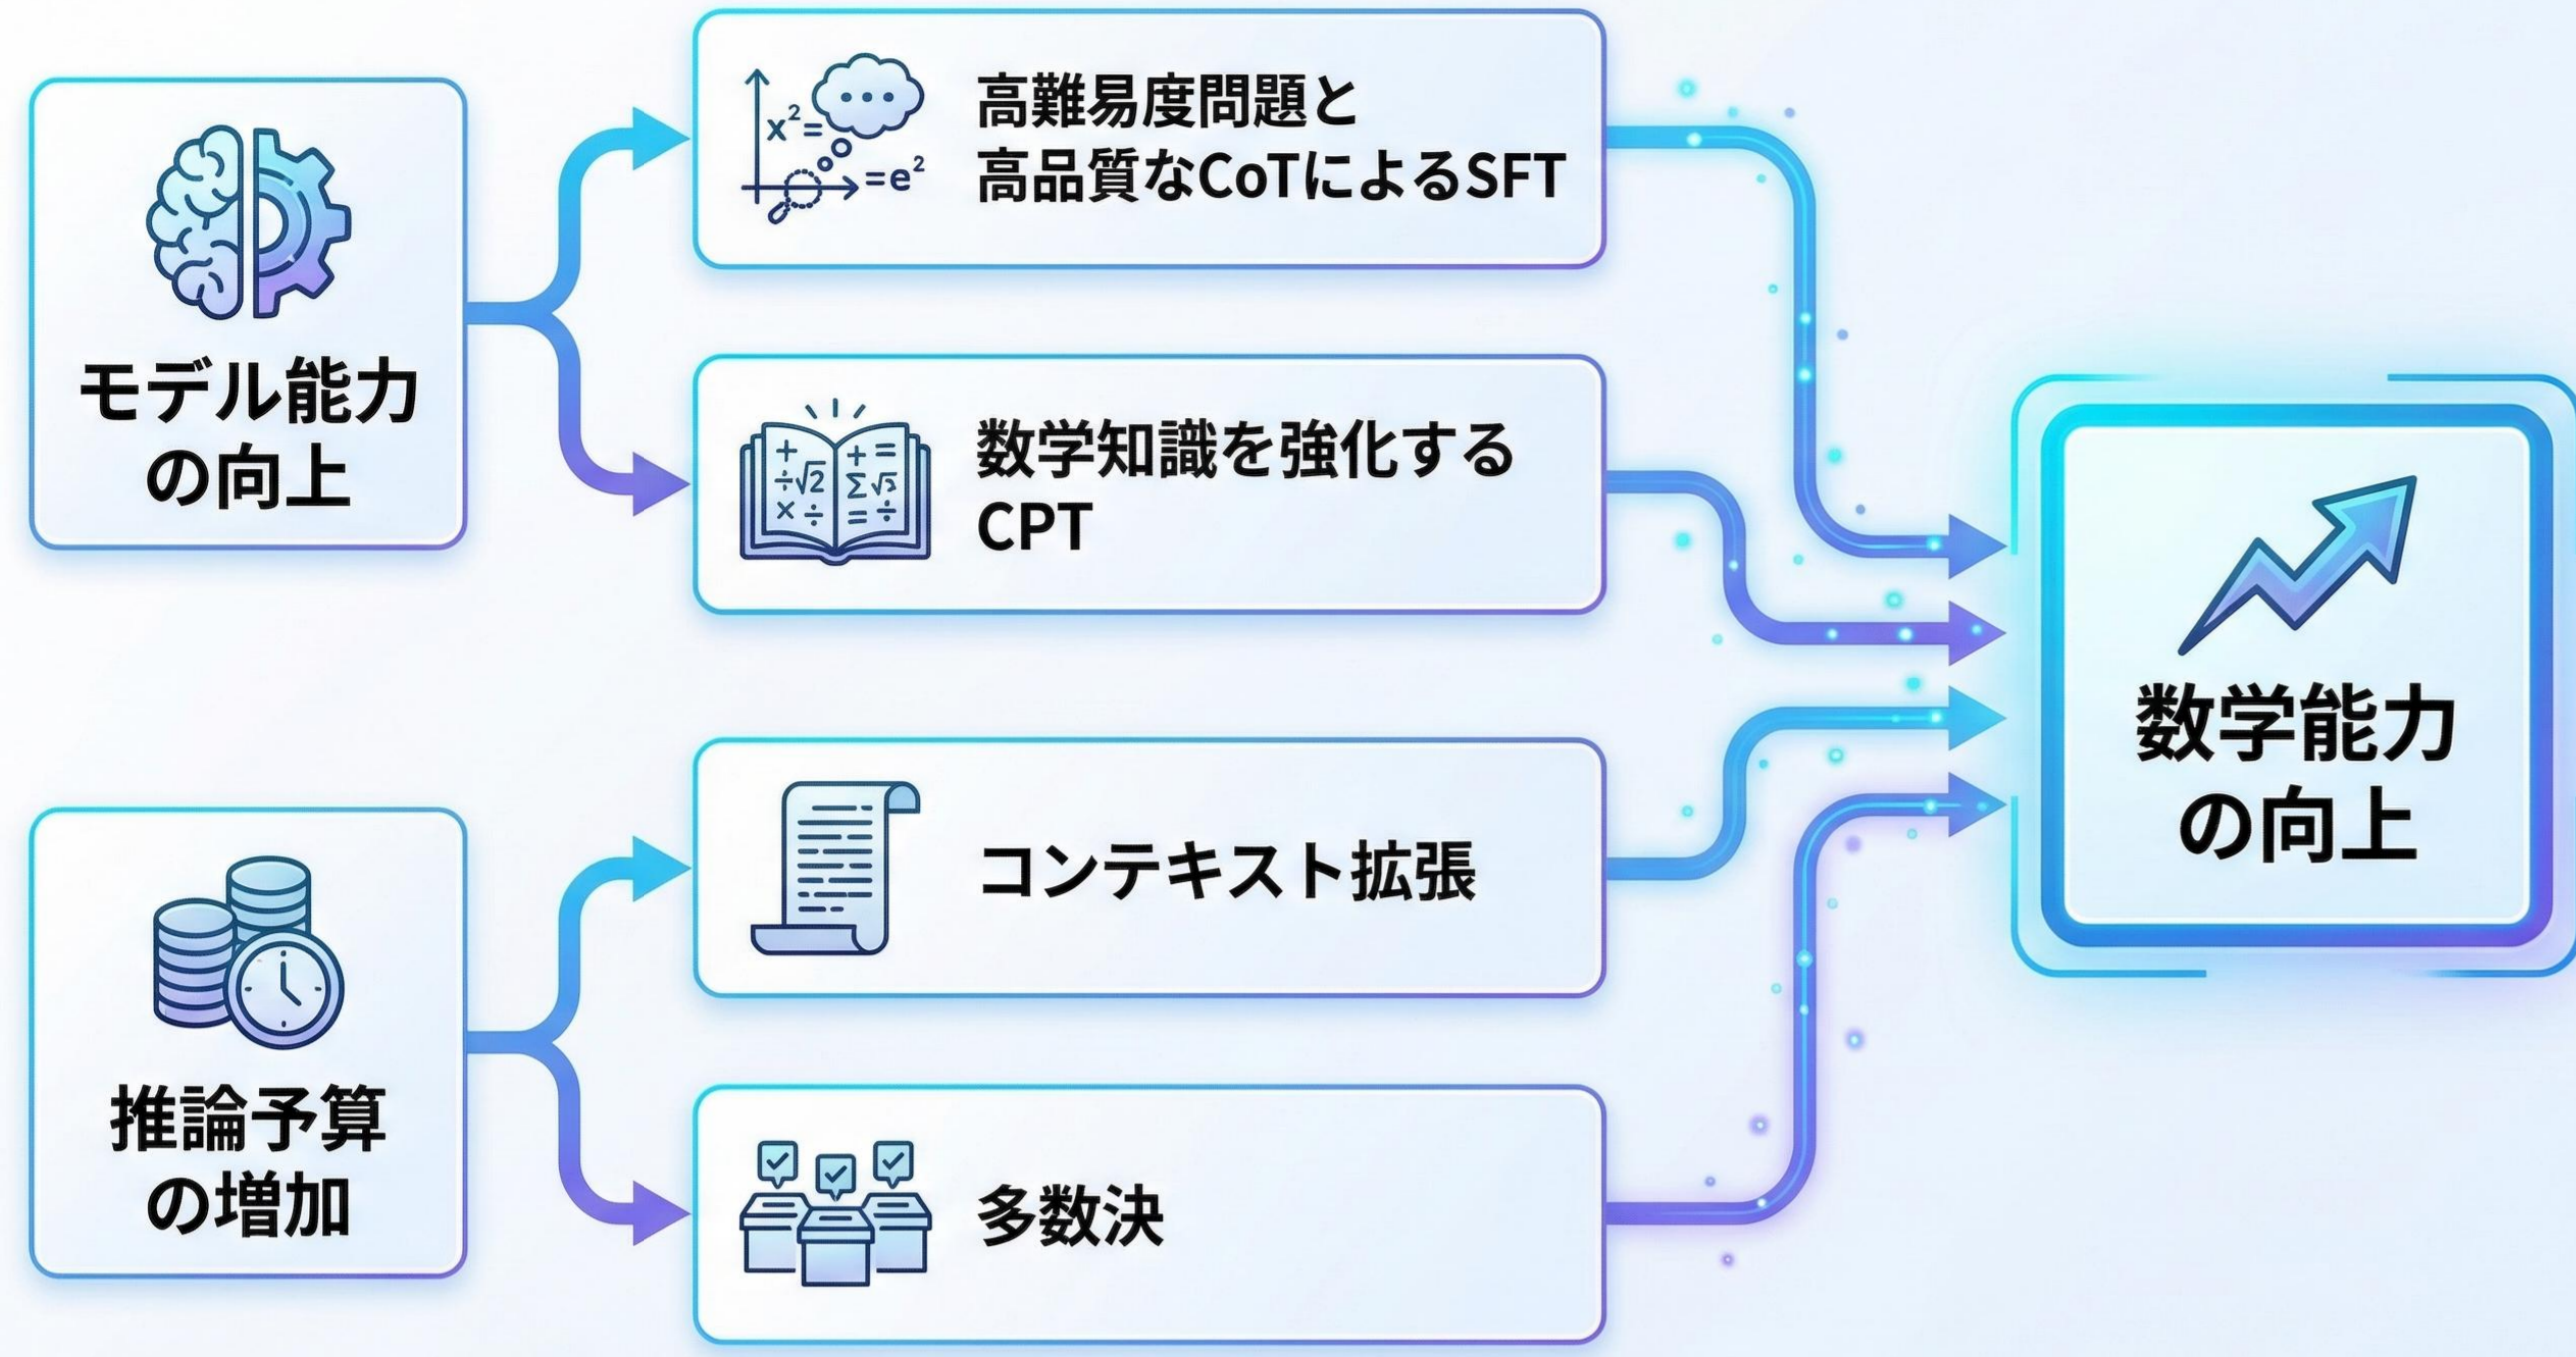 モデル能力
の向上
x²=
=e²
高難易度問題と
高品質なCoTによるSFT
+
÷√2
×÷
+=
Σ√
=÷
数学知識を強化する
CPT
推論予算
の増加
コンテキスト拡張
多数決
数学能力
の向上